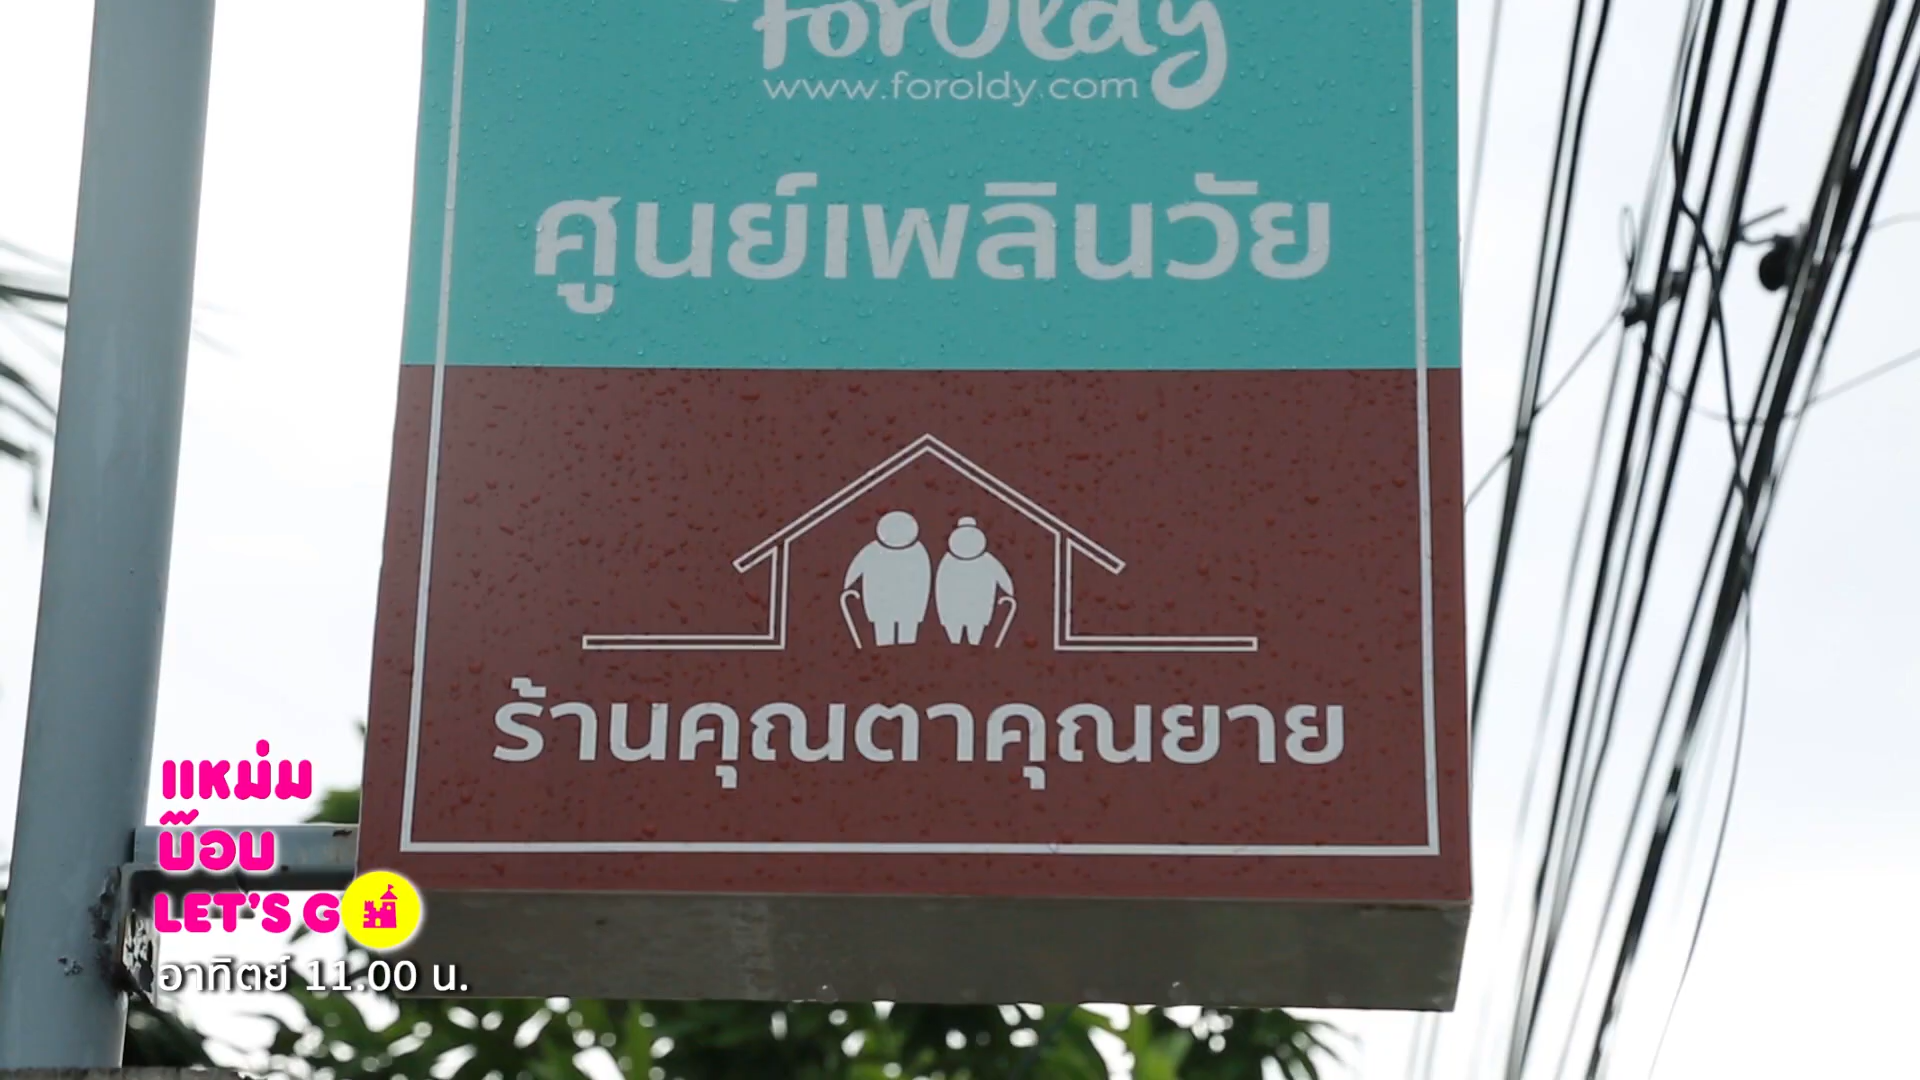 forOldy
www.foroldy.com
ศูนย์เพลินวัย
ร้านคุณตาคุณยาย
แหม่ม
บ๊อบ
LET'S GO
อาทิตย์ 11.00 น.